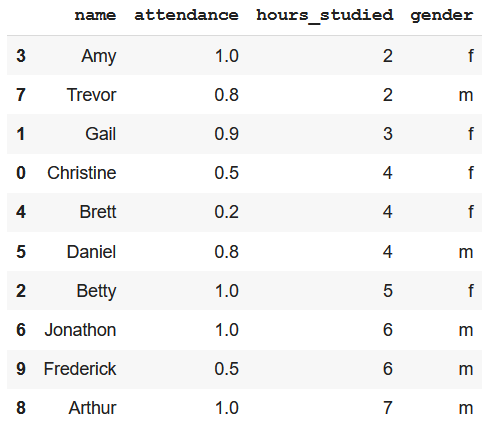 name attendance hours_studied gender
3 Amy 1.0 2 f
7 Trevor 0.8 2 m
1 Gail 0.9 3 f
0 Christine 0.5 4 f
4 Brett 0.2 4 f
5 Daniel 0.8 4 m
2 Betty 1.0 5 f
6 Jonathon 1.0 6 m
9 Frederick 0.5 6 m
8 Arthur 1.0 7 m